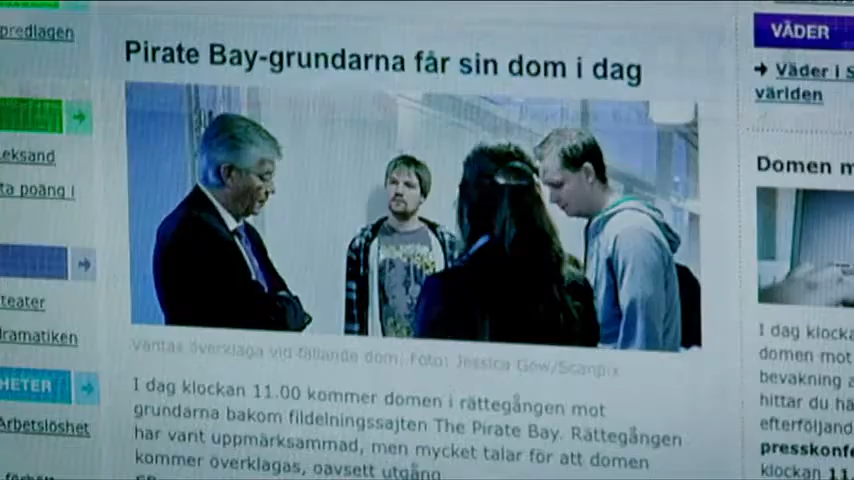 predlagen
eksand
ta poäng i
teater
dramatiken
HETER
Arbetslöshet
Pirate Bay-grundarna får sin dom i dag
Väntas överklaga vid fällande dom. Foto: Jessica Gow/Scanpix
I dag klockan 11.00 kommer domen i rättegången mot
grundarna bakom fildelningssajten The Pirate Bay. Rättegången
har varit uppmärksammad, men mycket talar för att domen
kommer överklagas, oavsett utgång.
VÄDER
Väder i S
världen
Domen m
I dag klocka
domen mot
bevakning a
hittar du hä
efterföljand
presskonfe
klockan 11.